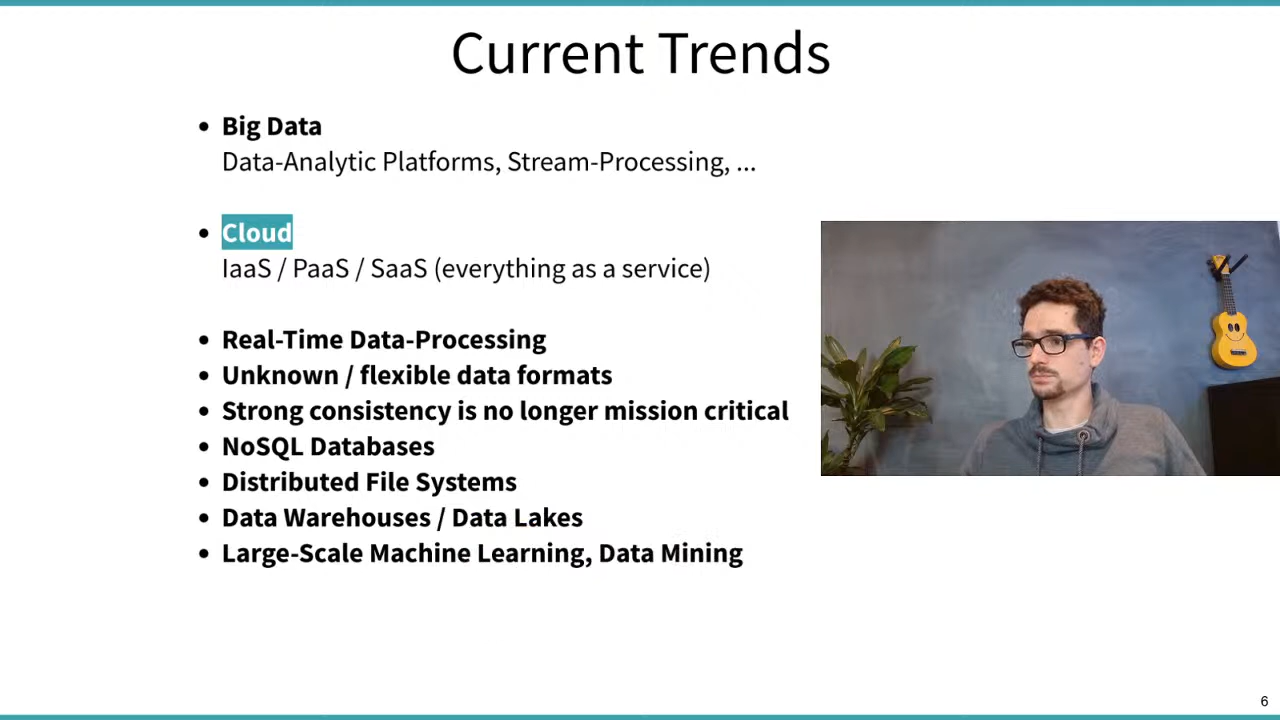 Current Trends
• Big Data
Data-Analytic Platforms, Stream-Processing, ...
• Cloud
IaaS / PaaS / SaaS (everything as a service)
• Real-Time Data-Processing
• Unknown / flexible data formats
• Strong consistency is no longer mission critical
• NoSQL Databases
• Distributed File Systems
• Data Warehouses / Data Lakes
• Large-Scale Machine Learning, Data Mining
6